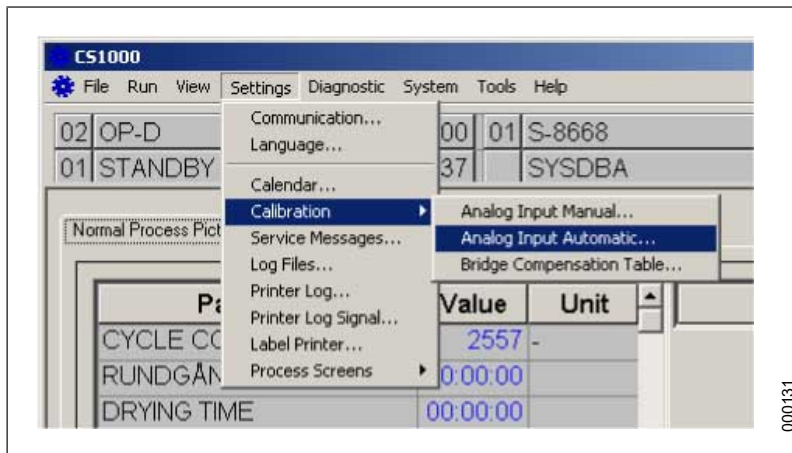 CS1000
File Run View Settings Diagnostic System Tools Help
02 OP-D 00 01 S-8668
01 STANDBY 37 SYSDBA
Communication...
Language...
Calendar...
Calibration
Service Messages...
Log Files...
Printer Log...
Printer Log Signal...
Label Printer...
Process Screens
Analog Input Manual...
Analog Input Automatic...
Bridge Compensation Table...
Normal Process Pict
Pa Value Unit
CYCLE CO 2557 -
RUNDGÅN 0:00:00
DRYING TIME 00:00:00
000131